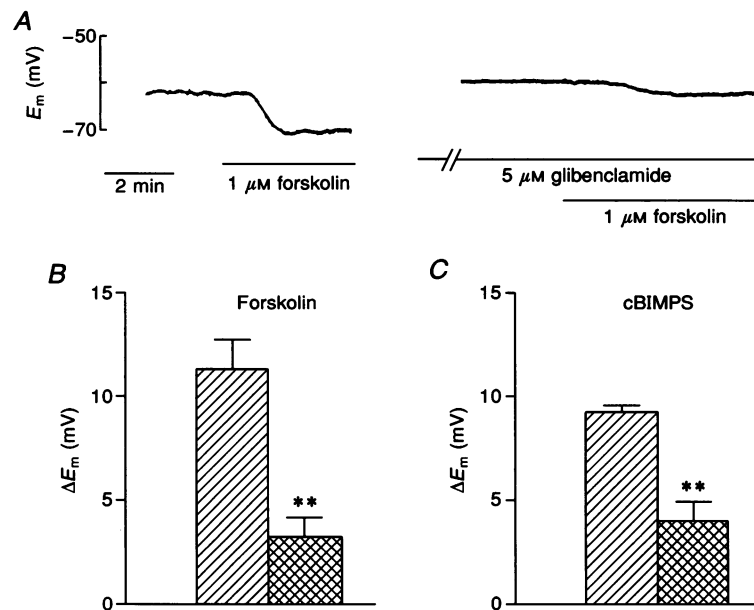 A
−50
−70
Em (mV)
2 min
1 μM forskolin
5 μM glibenclamide
1 μM forskolin
B
Forskolin
15
10
5
0
ΔEm (mV)
**
C
cBIMPS
15
10
5
0
ΔEm (mV)
**